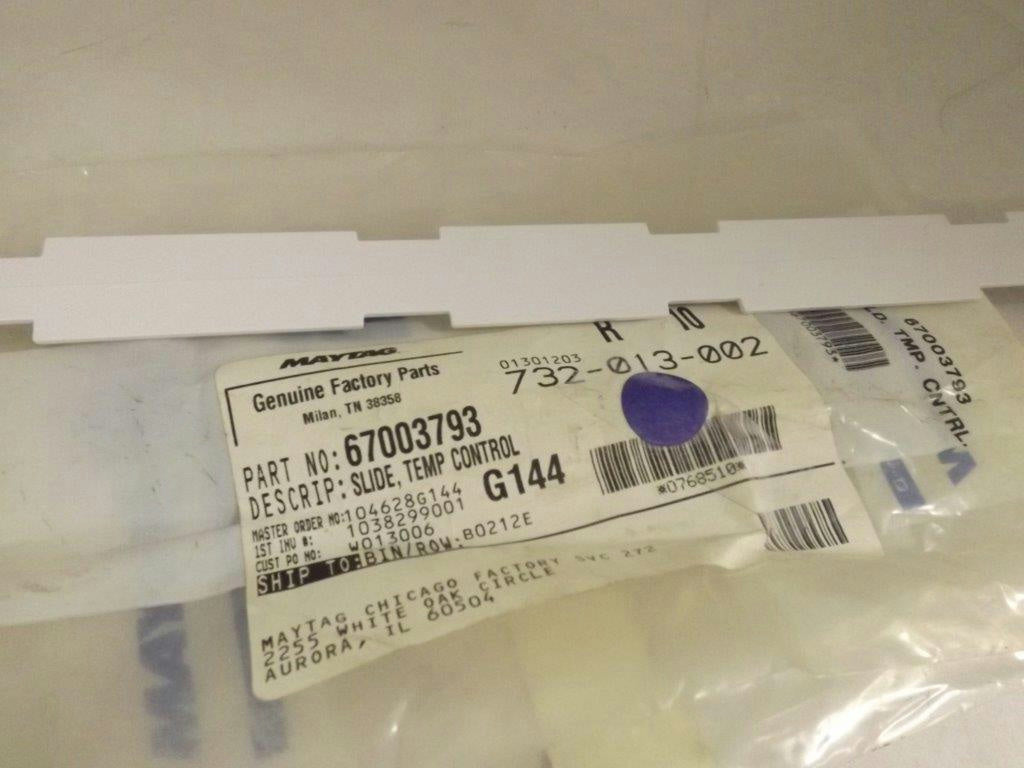 MAYTAG
Genuine Factory Parts
Milan, TN 38358
R 10
01301203
732-013-002
PART NO: 67003793
DESCRIP: SLIDE, TEMP CONTROL
G144
*0768510*
MASTER ORDER NO: 104628G144
1ST INV #: 1038299001
CUST PO NO: W013006
SHIP TO: BIN/ROW: B0212E
MAYTAG CHICAGO FACTORY SVC 272
2255 WHITE OAK CIRCLE
AURORA, IL 60504
67003793
LD. TMP. CNTRL.